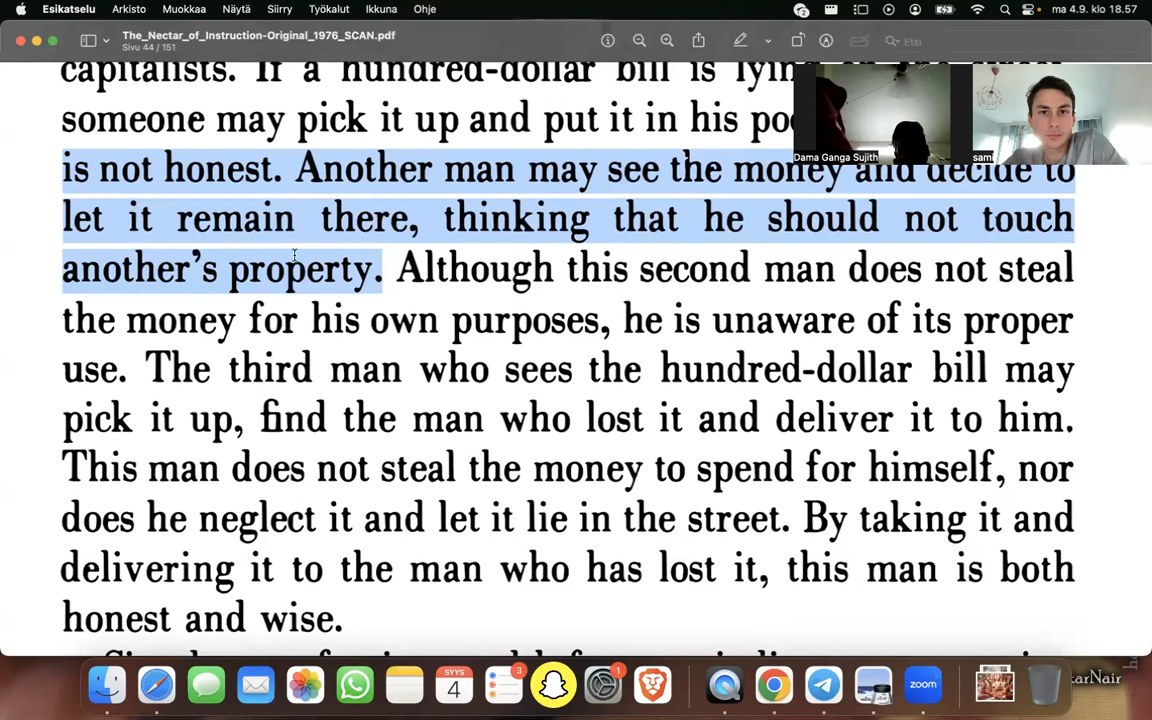 Esikatselu Arkisto Muokkaa Näytä Siirry Työkalut Ikkuna Ohje ma 4.9. klo 18.57
The_Nectar_of_Instruction-Original_1976_SCAN.pdf
Sivu 44 / 151
Etsi
capitalists. If a hundred-dollar bill is lying
someone may pick it up and put it in his
is not honest. Another man may see the money and decide to
let it remain there, thinking that he should not touch
another's property. Although this second man does not steal
the money for his own purposes, he is unaware of its proper
use. The third man who sees the hundred-dollar bill may
pick it up, find the man who lost it and deliver it to him.
This man does not steal the money to spend for himself, nor
does he neglect it and let it lie in the street. By taking it and
delivering it to the man who has lost it, this man is both
honest and wise.
Dama Ganga Sujith
sami
2
3
1
SYYS
4
zoom